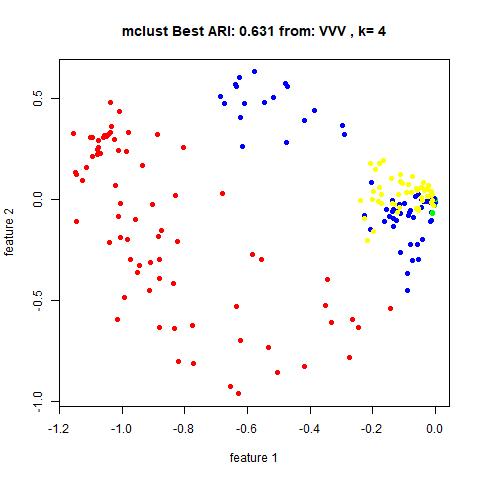 mclust Best ARI: 0.631 from: VVV , k= 4
0.5
0.0
-0.5
-1.0
feature 2
-1.2 -1.0 -0.8 -0.6 -0.4 -0.2 0.0
feature 1